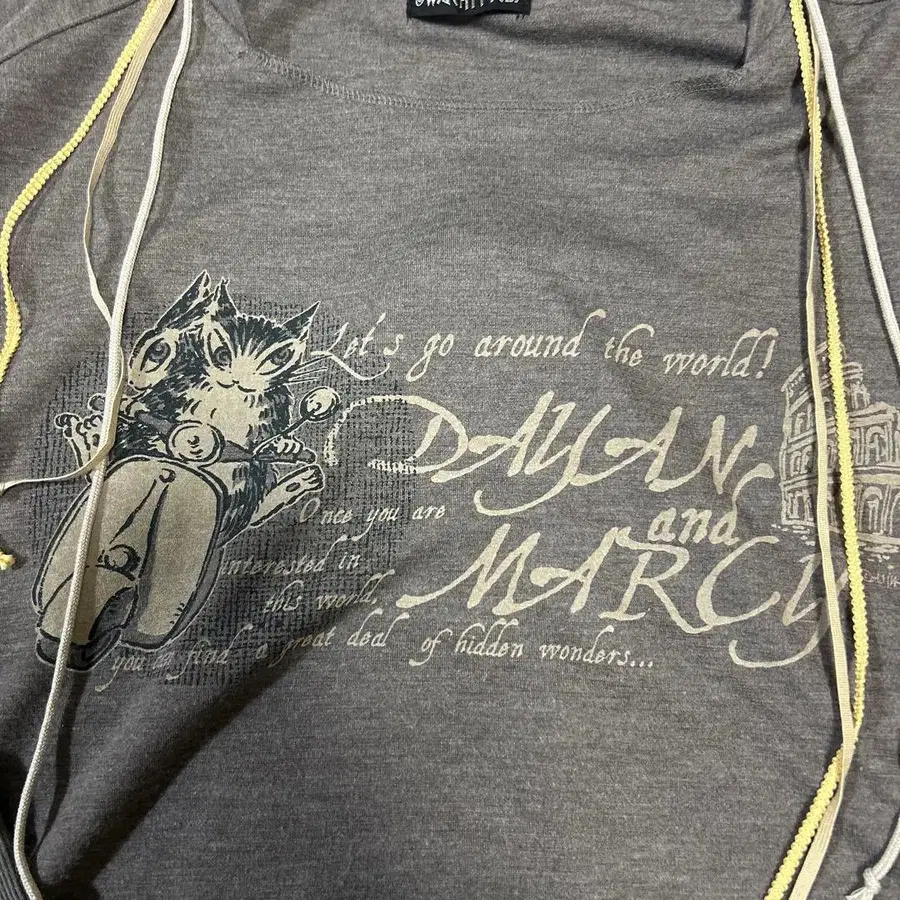 Let's go around the world!
DAYAN
and
MARCY
Once you are
interested in
this world,
you'll find a great deal of hidden wonders...